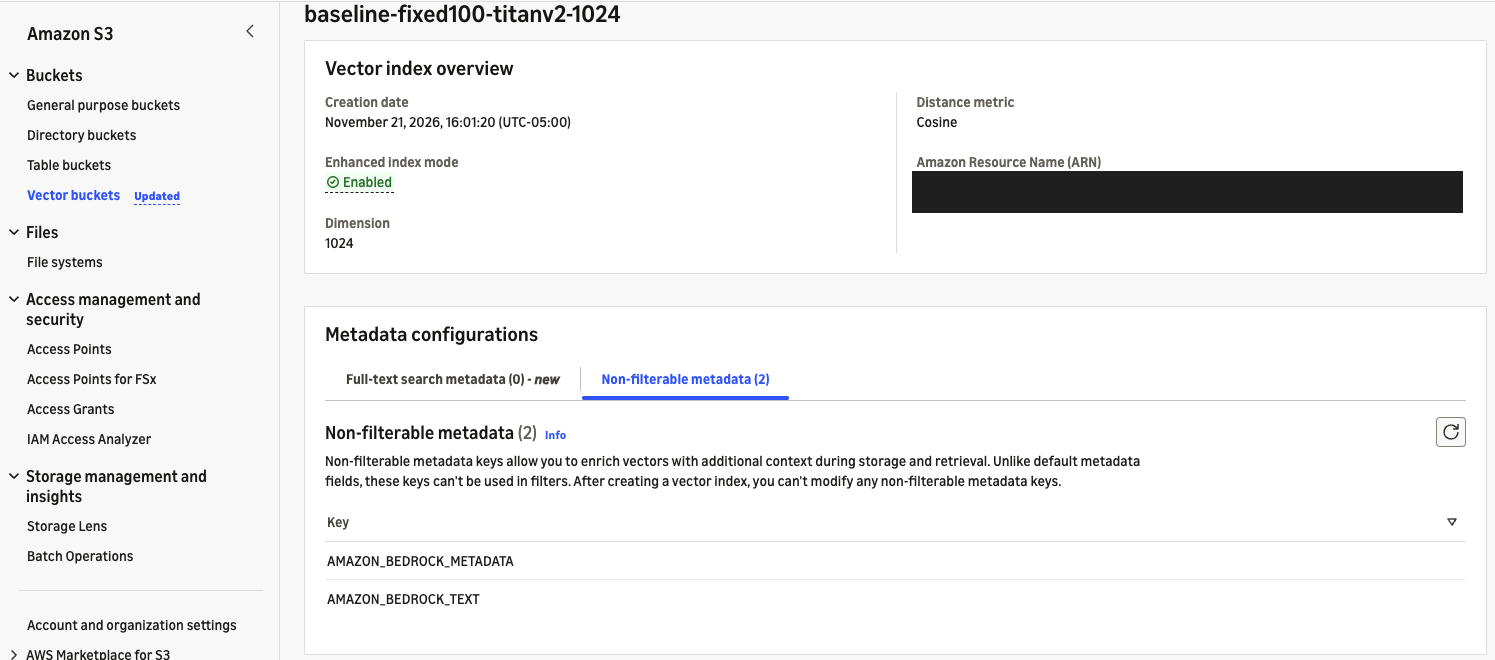 Amazon S3
Buckets
General purpose buckets
Directory buckets
Table buckets
Vector buckets Updated
Files
File systems
Access management and
security
Access Points
Access Points for FSx
Access Grants
IAM Access Analyzer
Storage management and
insights
Storage Lens
Batch Operations
Account and organization settings
AWS Marketplace for S3
baseline-fixed100-titanv2-1024
Vector index overview
Creation date
November 21, 2026, 16:01:20 (UTC-05:00)
Enhanced index mode
Enabled
Dimension
1024
Distance metric
Cosine
Amazon Resource Name (ARN)
Metadata configurations
Full-text search metadata (0) - new
Non-filterable metadata (2)
Non-filterable metadata (2) Info
Non-filterable metadata keys allow you to enrich vectors with additional context during storage and retrieval. Unlike default metadata
fields, these keys can't be used in filters. After creating a vector index, you can't modify any non-filterable metadata keys.
Key
AMAZON_BEDROCK_METADATA
AMAZON_BEDROCK_TEXT